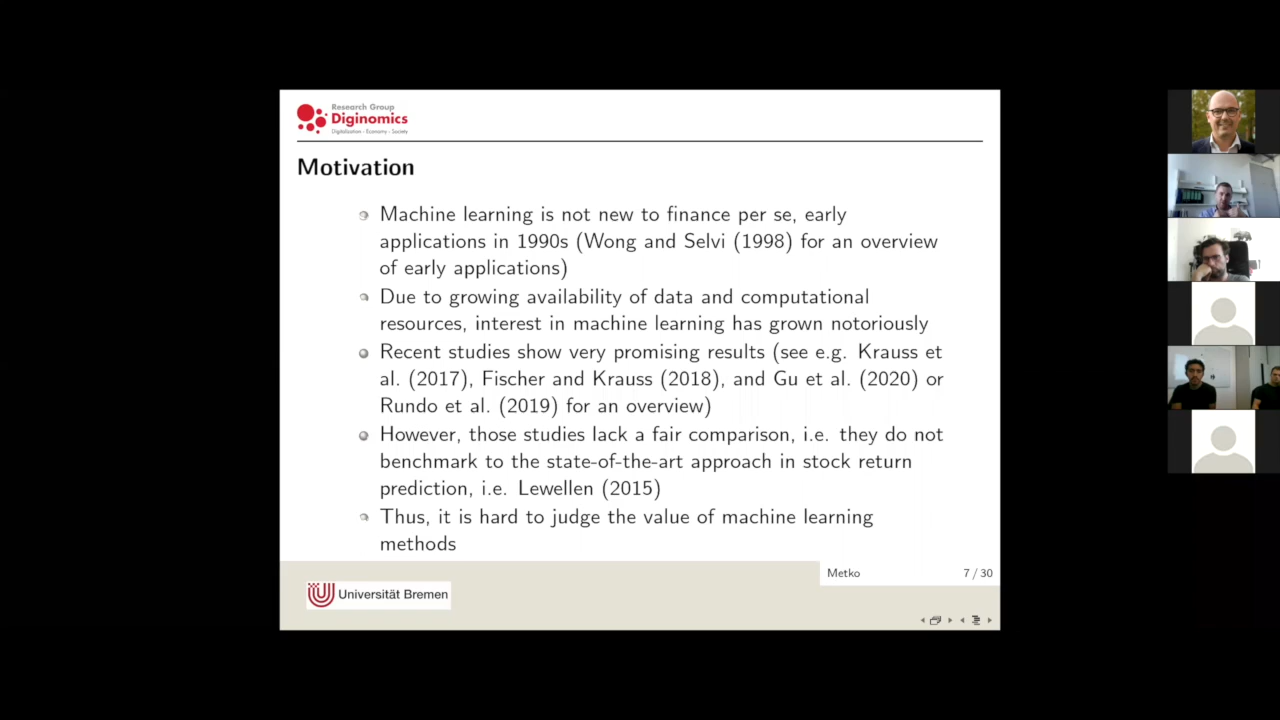 Research Group
Diginomics
Digitalization - Economy - Society
Motivation
Machine learning is not new to finance per se, early
applications in 1990s (Wong and Selvi (1998) for an overview
of early applications)
Due to growing availability of data and computational
resources, interest in machine learning has grown notoriously
Recent studies show very promising results (see e.g. Krauss et
al. (2017), Fischer and Krauss (2018), and Gu et al. (2020) or
Rundo et al. (2019) for an overview)
However, those studies lack a fair comparison, i.e. they do not
benchmark to the state-of-the-art approach in stock return
prediction, i.e. Lewellen (2015)
Thus, it is hard to judge the value of machine learning
methods
Metko 7 / 30
Universität Bremen